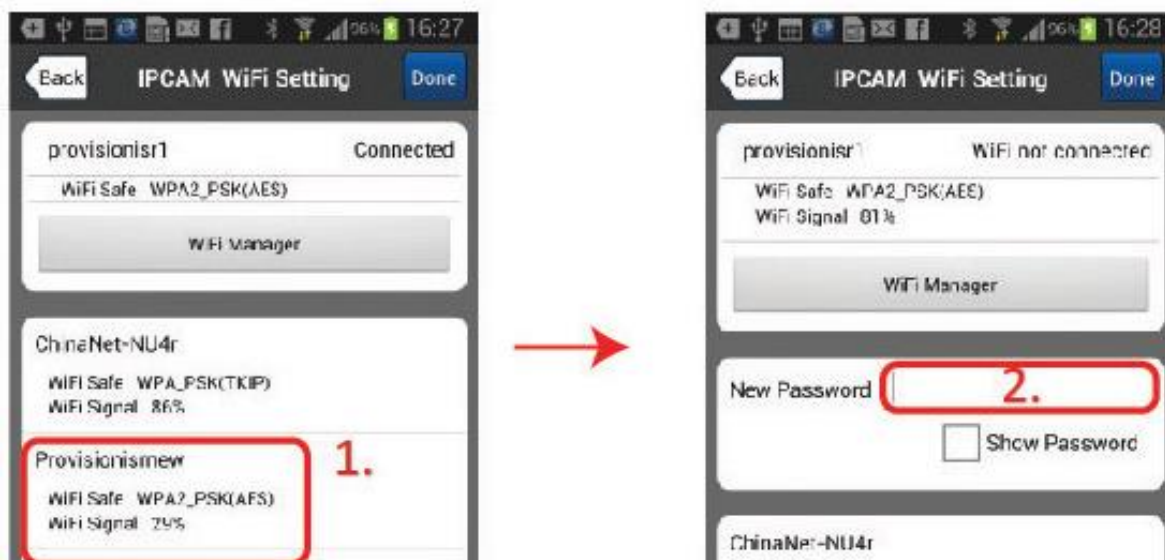 96% 16:27
Back IPCAM WiFi Setting Done
provisionisr1 Connected
WiFi Safe WPA2_PSK(AES)
WiFi Manager
ChinaNet-NU4r
WiFi Safe WPA_PSK(TKIP)
WiFi Signal 86%
Provisionisrnew
WiFi Safe WPA2_PSK(AES)
WiFi Signal 29%
1.
96% 16:28
Back IPCAM WiFi Setting Done
provisionisr1 WiFi not connected
WiFi Safe WPA2_PSK(AES)
WiFi Signal 81%
WiFi Manager
New Password 2.
Show Password
ChinaNet-NU4r